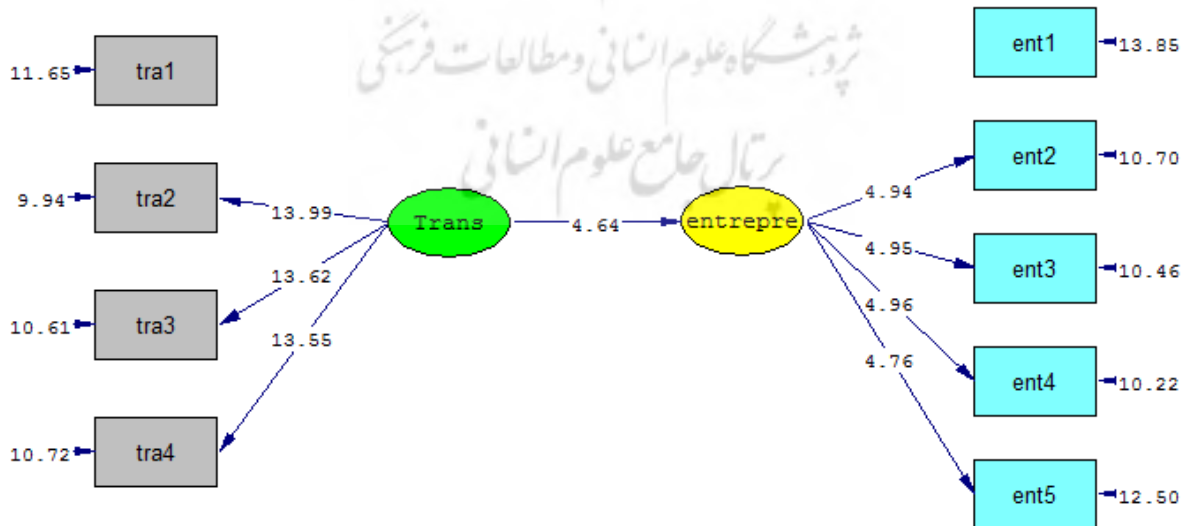 پژوهشگاه علوم انسانی و مطالعات فرهنگی
پرتال جامع علوم انسانی
11.65 tra1
9.94 tra2
10.61 tra3
10.72 tra4
13.99
13.62
13.55
Trans
4.64
entrepre
4.94
4.95
4.96
4.76
ent1 13.85
ent2 10.70
ent3 10.46
ent4 10.22
ent5 12.50